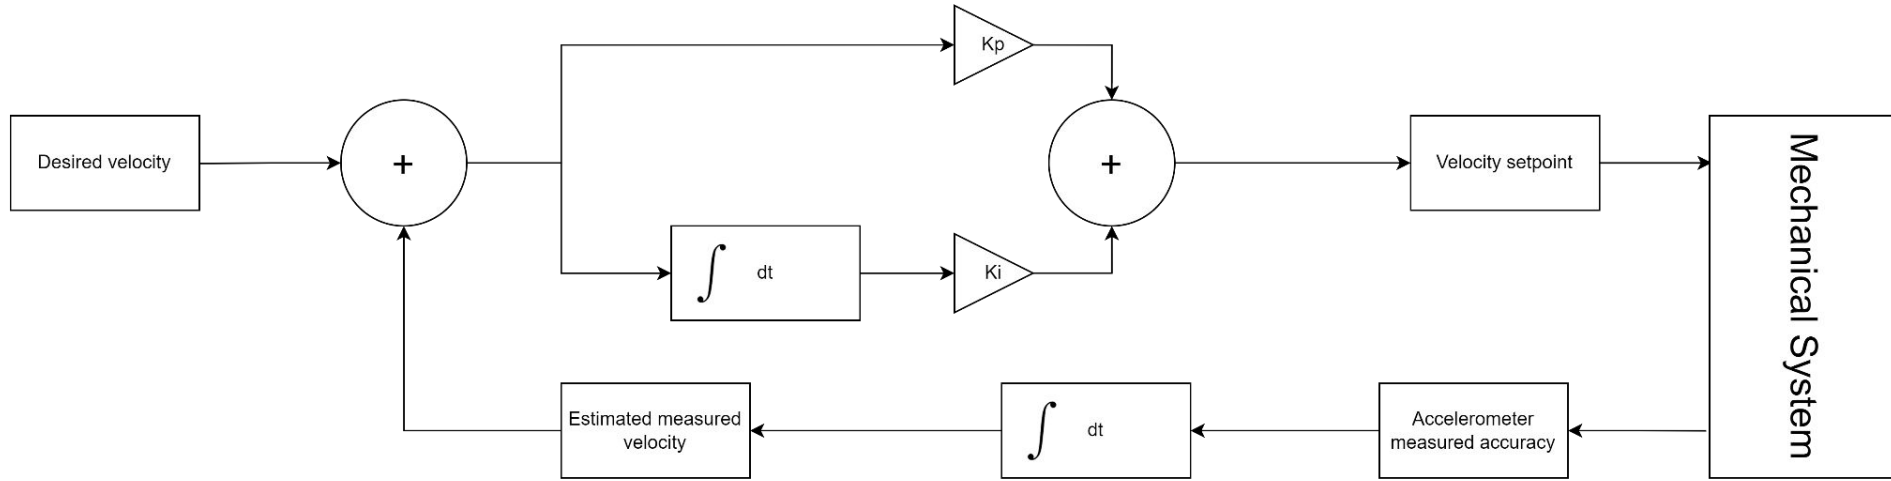 Kp
Desired velocity
+
+
Velocity setpoint
Mechanical System
∫ dt
Ki
Estimated measured
velocity
∫ dt
Accelerometer
measured accuracy